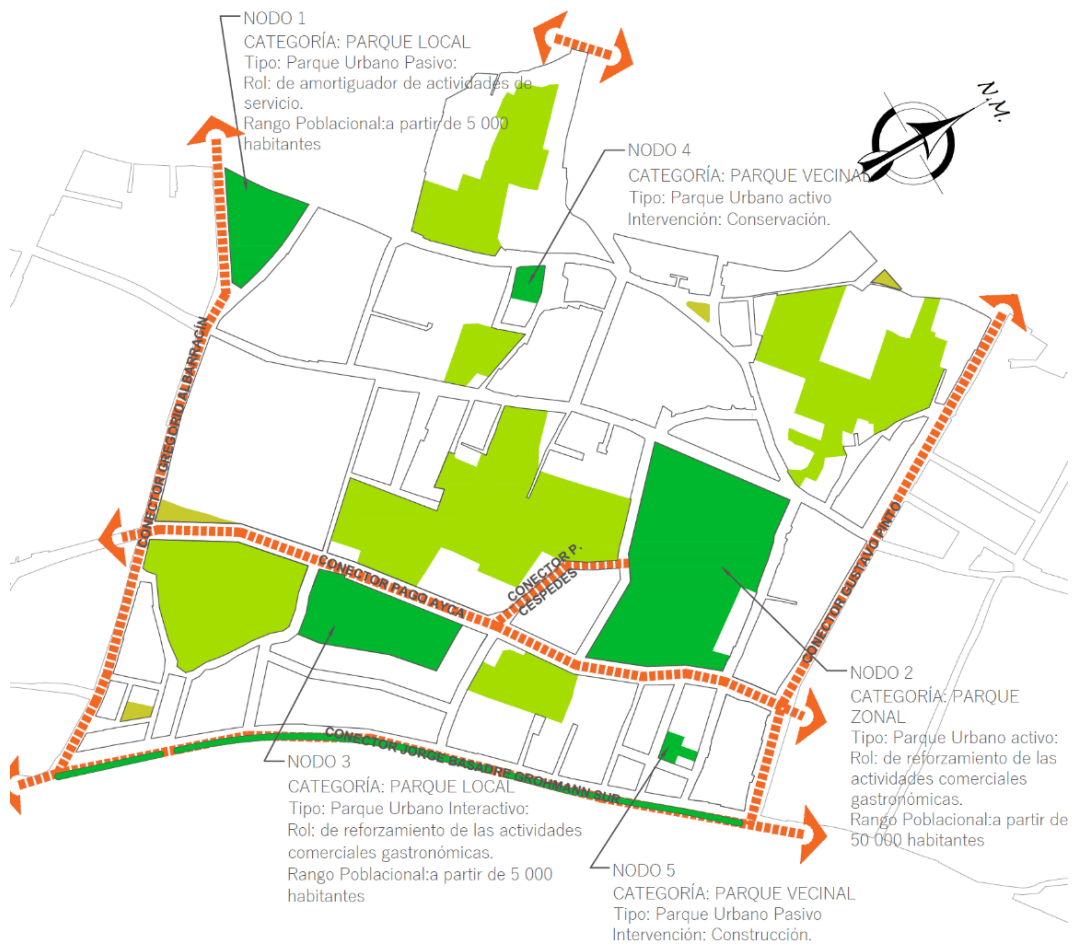 NODO 1
CATEGORÍA: PARQUE LOCAL
Tipo: Parque Urbano Pasivo:
Rol: de amortiguador de actividades de
servicio.
Rango Poblacional:a partir de 5 000
habitantes
N.M.
NODO 4
CATEGORÍA: PARQUE VECINAL
Tipo: Parque Urbano activo
Intervención: Conservación.
CONECTOR GREGORIO ALBARRAGÍN
CONECTOR PAGO AYCA
CONECTOR P.
CESPEDES
CONECTOR GUSTAVO PINTO
CONECTOR JORGE BASADRE GROHMANN SUR
NODO 2
CATEGORÍA: PARQUE
ZONAL
Tipo: Parque Urbano activo:
Rol: de reforzamiento de las
actividades comerciales
gastronómicas.
Rango Poblacional:a partir de
50 000 habitantes
NODO 3
CATEGORÍA: PARQUE LOCAL
Tipo: Parque Urbano Interactivo:
Rol: de reforzamiento de las actividades
comerciales gastronómicas.
Rango Poblacional:a partir de 5 000
habitantes
NODO 5
CATEGORÍA: PARQUE VECINAL
Tipo: Parque Urbano Pasivo
Intervención: Construcción.